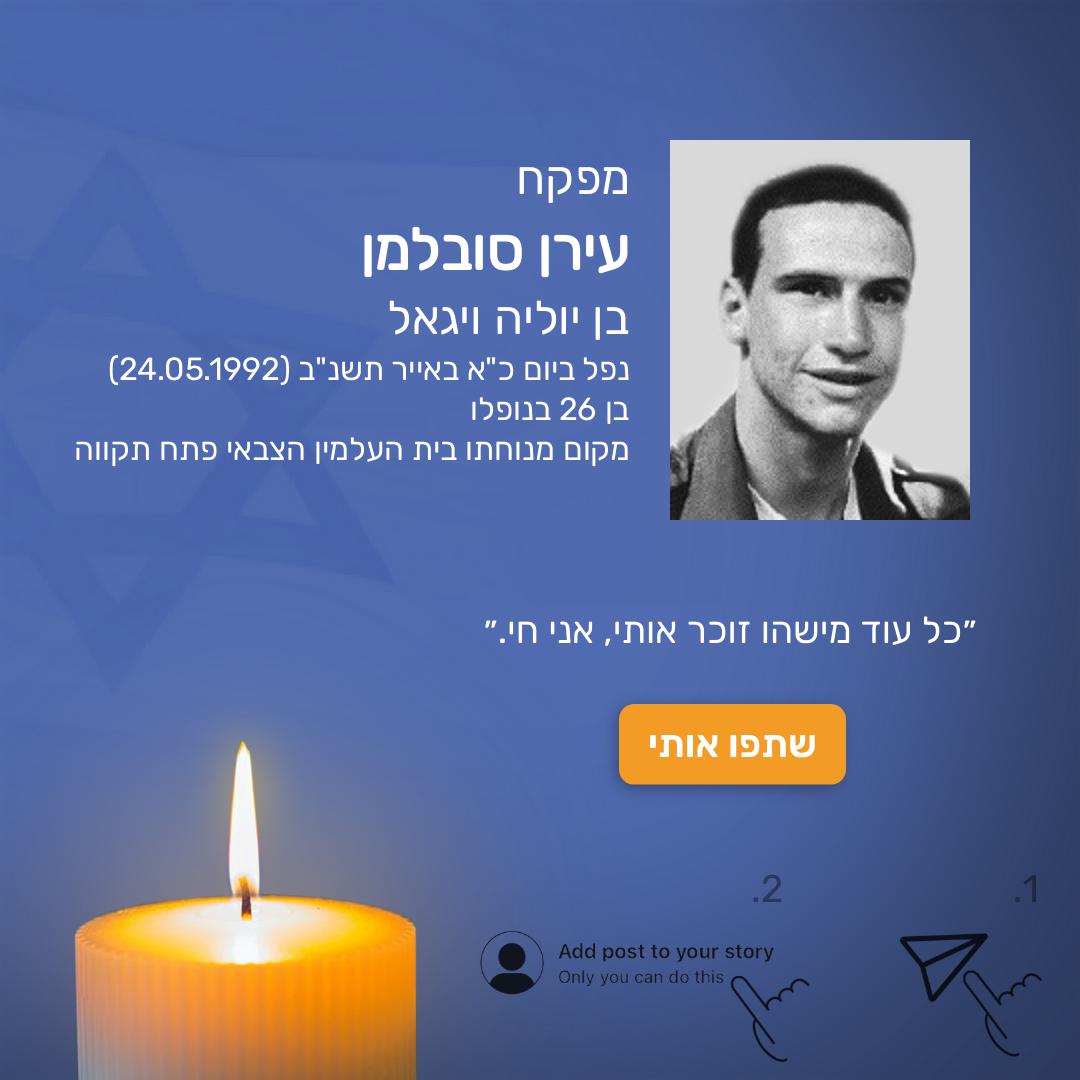 מפקח
עירן סובלמן
בן יוליה ויגאל
נפל ביום כ"א באייר תשנ"ב (24.05.1992)
בן 26 בנופלו
מקום מנוחתו בית העלמין הצבאי פתח תקווה
״כל עוד מישהו זוכר אותי, אני חי.״
שתפו אותי
1.
2.
Add post to your story
Only you can do this